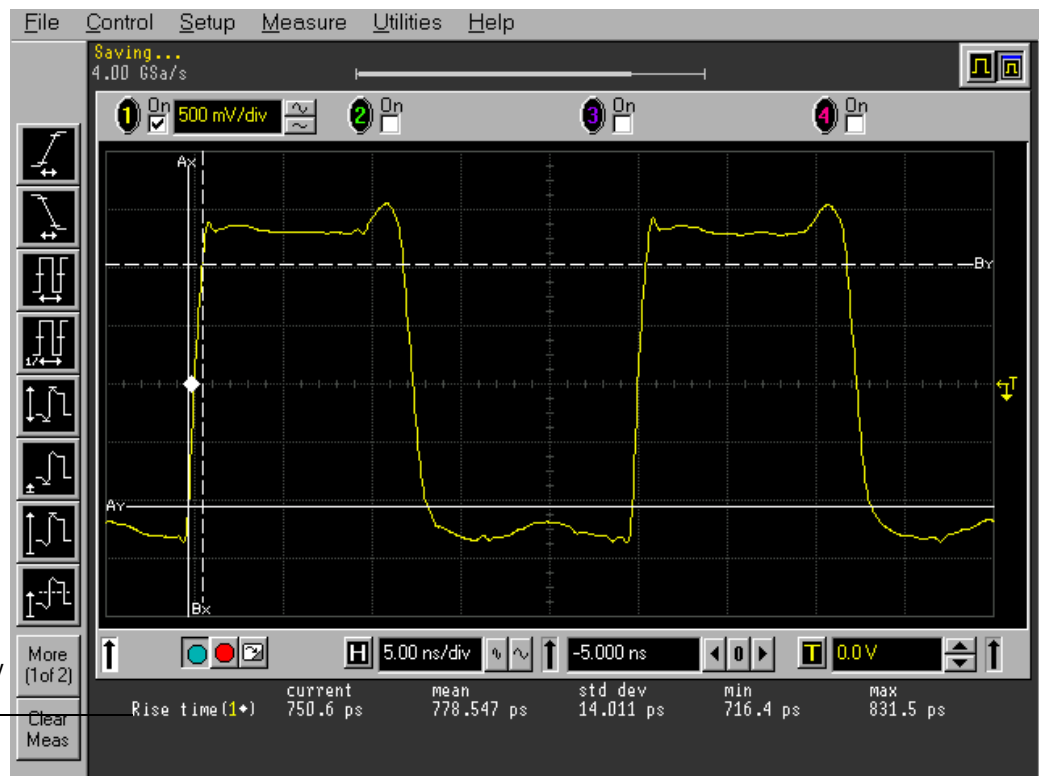 File Control Setup Measure Utilities Help
Saving...
4.00 GSa/s
1 On 500 mV/div 2 On 3 On 4 On
Ax
By
T
Ay
Bx
1/
More
(1of 2)
Clear
Meas
H 5.00 ns/div -5.000 ns 0 T 0.0 V
current mean std dev min max
Rise time(1) 750.6 ps 778.547 ps 14.011 ps 716.4 ps 831.5 ps